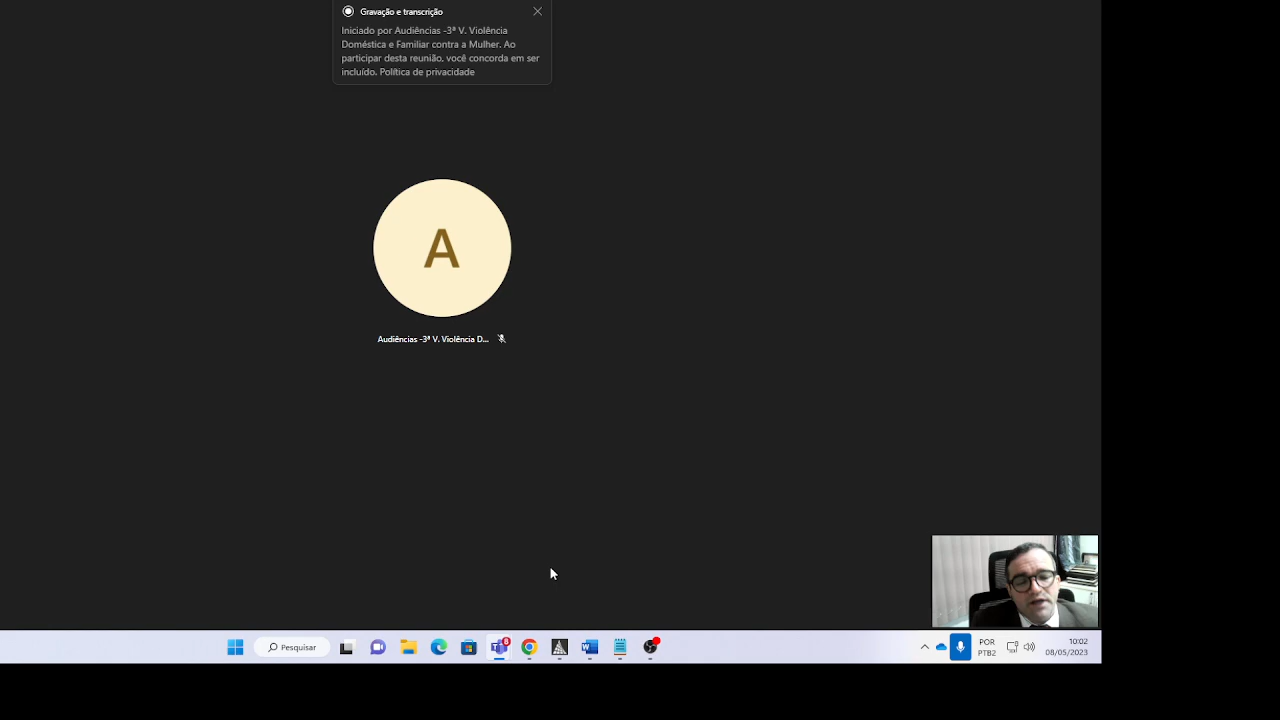 Gravação e transcrição
Iniciado por Audiências -3ª V. Violência
Doméstica e Familiar contra a Mulher. Ao
participar desta reunião, você concorda em ser
incluído. Política de privacidade
A
Audiências -3ª V. Violência D...
Pesquisar
8
POR
PTB2
10:02
08/05/2023